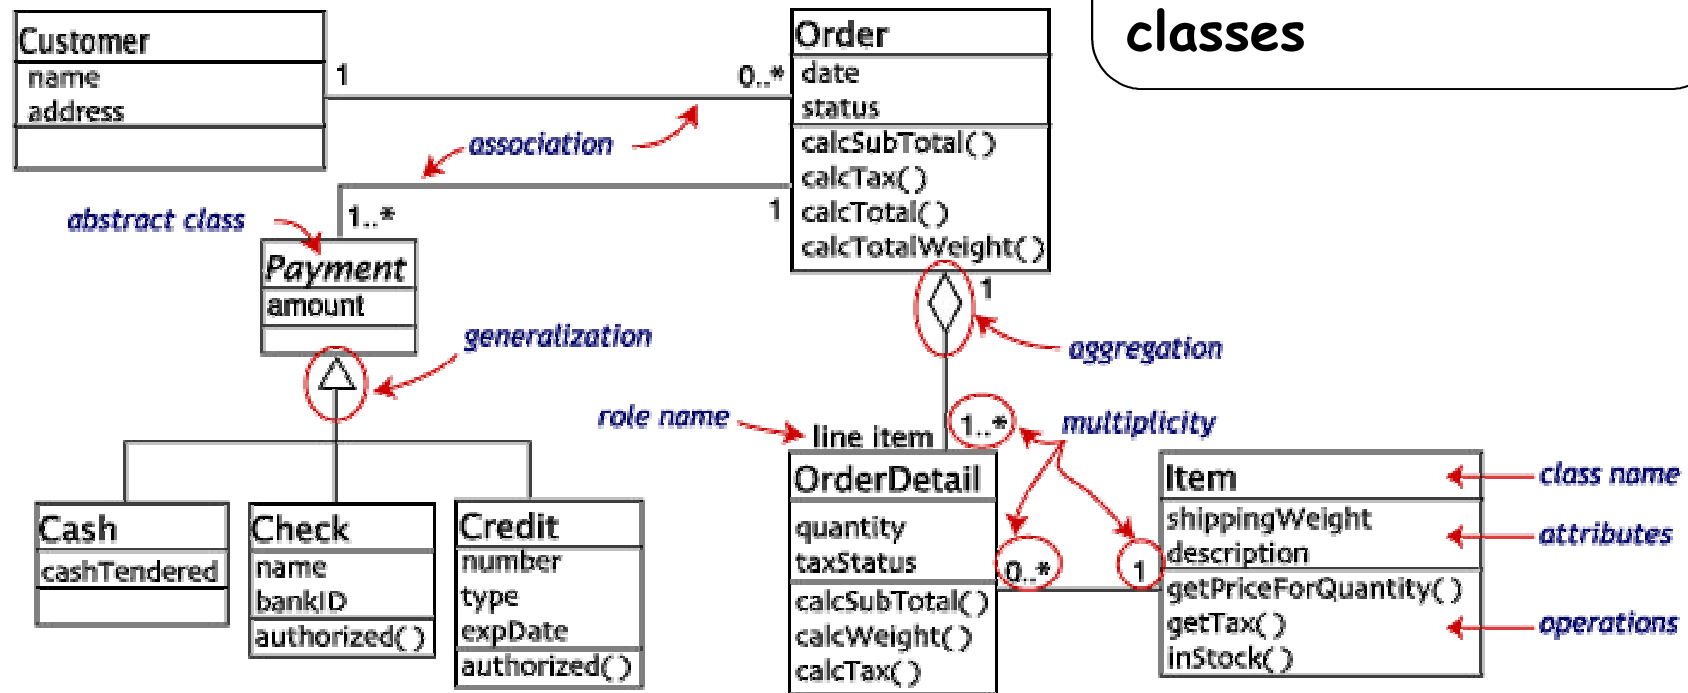 classes
Customer
name
address
1
0..*
Order
date
status
calcSubTotal()
calcTax()
calcTotal()
calcTotalWeight()
association
1..*
1
abstract class
Payment
amount
generalization
1
aggregation
role name
line item
1..*
multiplicity
Cash
cashTendered
Check
name
bankID
authorized()
Credit
number
type
expDate
authorized()
OrderDetail
quantity
taxStatus
calcSubTotal()
calcWeight()
calcTax()
0..*
1
Item
shippingWeight
description
getPriceForQuantity()
getTax()
inStock()
class name
attributes
operations